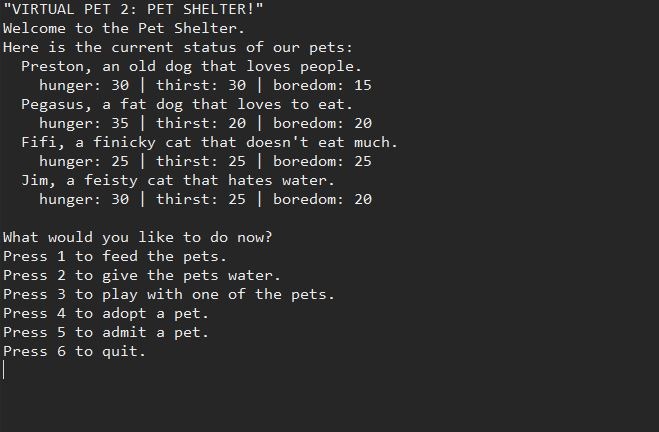 "VIRTUAL PET 2: PET SHELTER!"
Welcome to the Pet Shelter.
Here is the current status of our pets:
  Preston, an old dog that loves people.
    hunger: 30 | thirst: 30 | boredom: 15
  Pegasus, a fat dog that loves to eat.
    hunger: 35 | thirst: 20 | boredom: 20
  Fifi, a finicky cat that doesn't eat much.
    hunger: 25 | thirst: 25 | boredom: 25
  Jim, a feisty cat that hates water.
    hunger: 30 | thirst: 25 | boredom: 20

What would you like to do now?
Press 1 to feed the pets.
Press 2 to give the pets water.
Press 3 to play with one of the pets.
Press 4 to adopt a pet.
Press 5 to admit a pet.
Press 6 to quit.